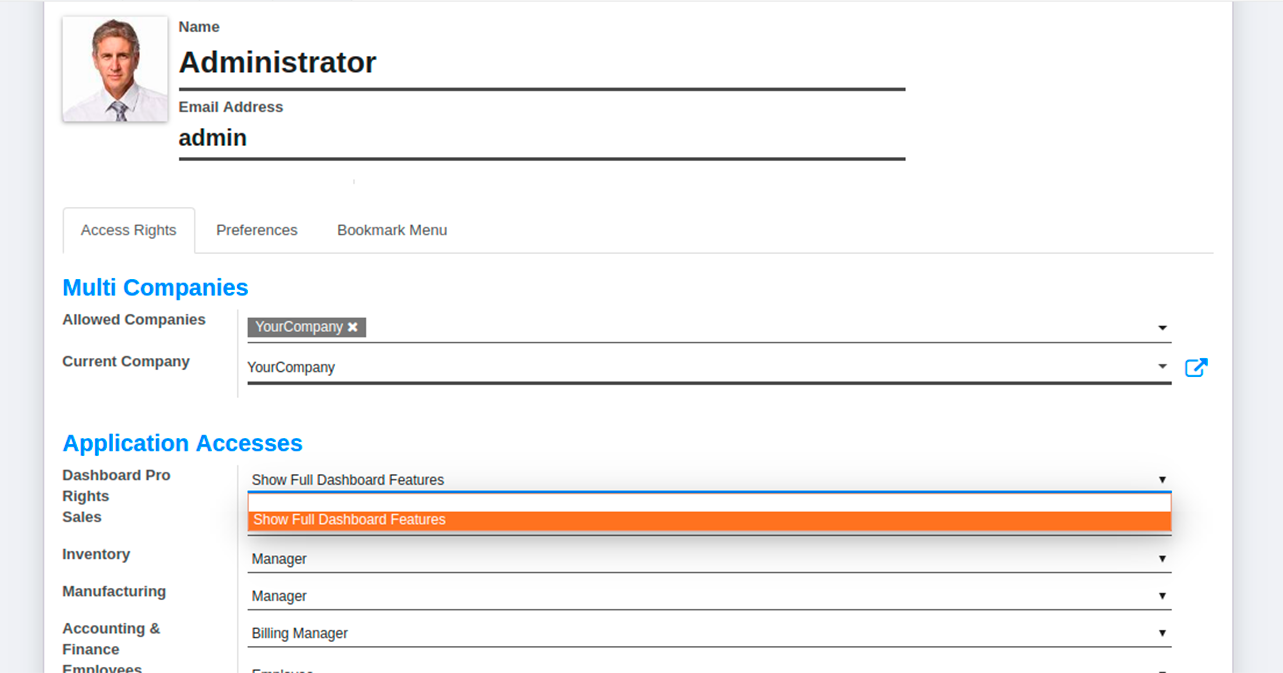 Name
Administrator
Email Address
admin
Access Rights Preferences Bookmark Menu
Multi Companies
Allowed Companies YourCompany ✖
Current Company YourCompany
Application Accesses
Dashboard Pro Show Full Dashboard Features
Rights
Sales Show Full Dashboard Features
Inventory Manager
Manufacturing Manager
Accounting & Billing Manager
Finance
Employees Employee